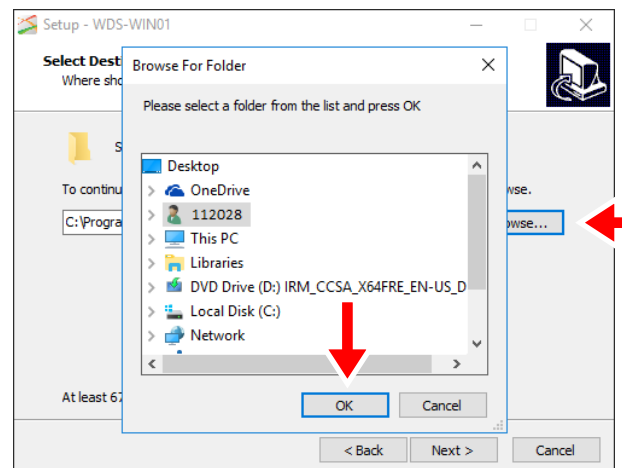 Setup - WDS-WIN01
Select Dest
Where sho
Browse For Folder
Please select a folder from the list and press OK
S
Desktop
OneDrive
112028
This PC
Libraries
DVD Drive (D:) IRM_CCSA_X64FRE_EN-US_D
Local Disk (C:)
Network
To continu
wse.
C:\Progra
owse...
OK
Cancel
At least 67
< Back
Next >
Cancel